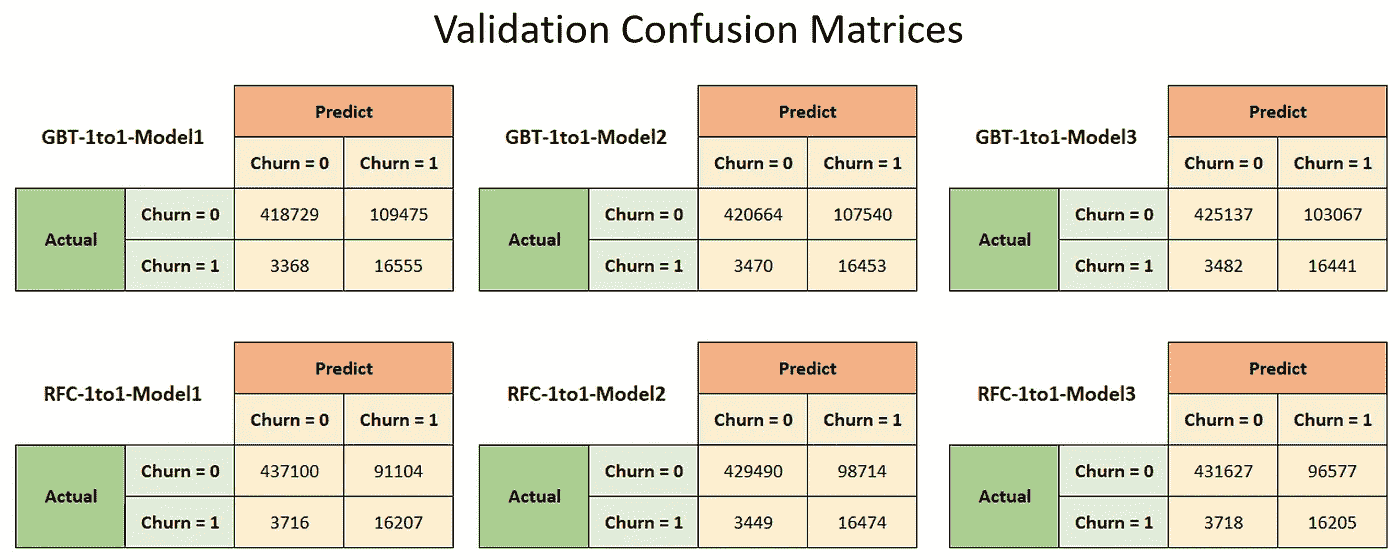 Validation Confusion Matrices
GBT-1to1-Model1
Predict
Churn = 0 Churn = 1
Actual
Churn = 0 418729 109475
Churn = 1 3368 16555
GBT-1to1-Model2
Predict
Churn = 0 Churn = 1
Actual
Churn = 0 420664 107540
Churn = 1 3470 16453
GBT-1to1-Model3
Predict
Churn = 0 Churn = 1
Actual
Churn = 0 425137 103067
Churn = 1 3482 16441
RFC-1to1-Model1
Predict
Churn = 0 Churn = 1
Actual
Churn = 0 437100 91104
Churn = 1 3716 16207
RFC-1to1-Model2
Predict
Churn = 0 Churn = 1
Actual
Churn = 0 429490 98714
Churn = 1 3449 16474
RFC-1to1-Model3
Predict
Churn = 0 Churn = 1
Actual
Churn = 0 431627 96577
Churn = 1 3718 16205